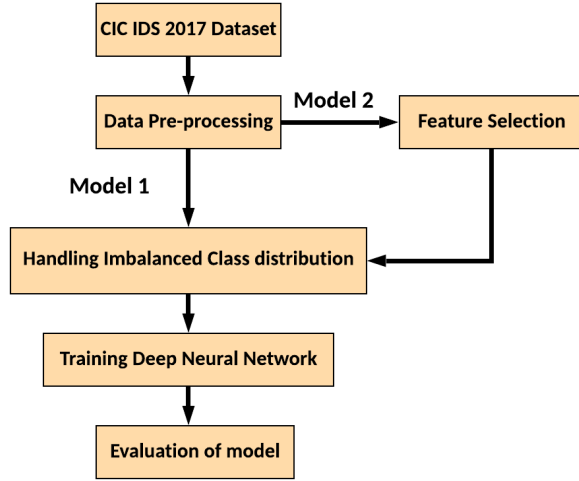 CIC IDS 2017 Dataset
Model 2
Data Pre-processing
Feature Selection
Model 1
Handling Imbalanced Class distribution
Training Deep Neural Network
Evaluation of model